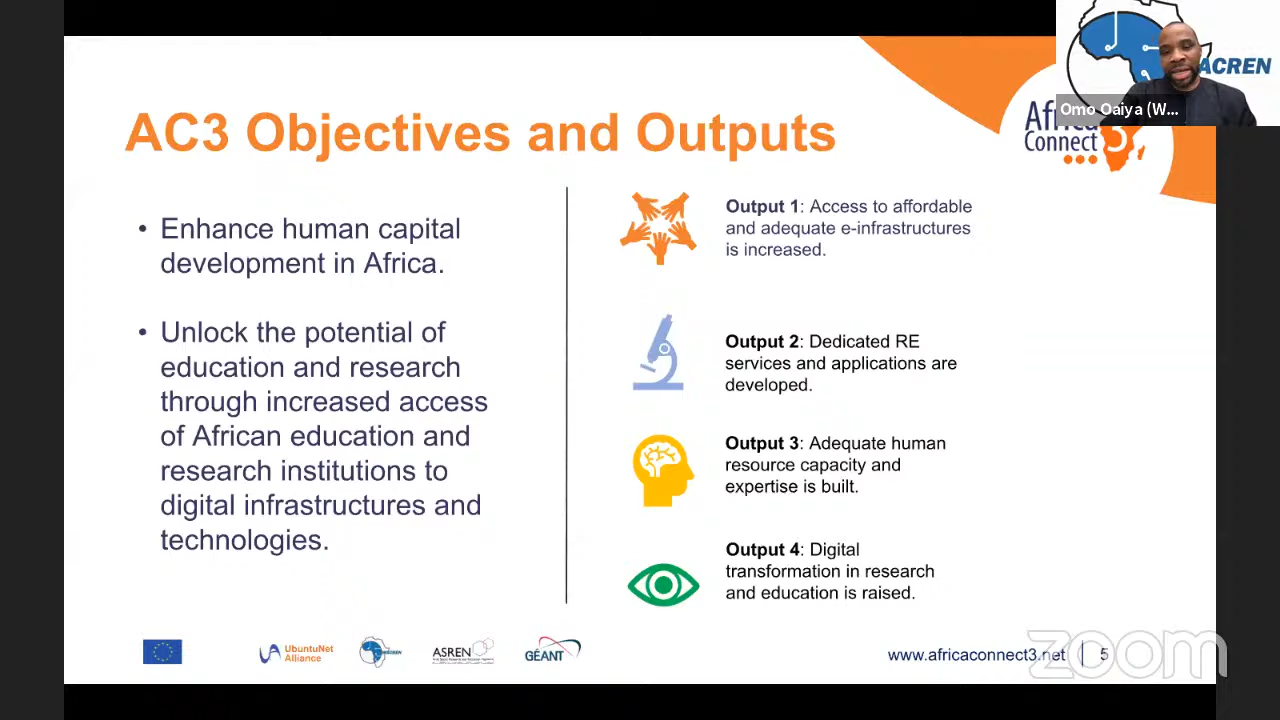 ACREN
Omo Oaiya (W...
Africa
Connect
3
AC3 Objectives and Outputs
• Enhance human capital
development in Africa.
• Unlock the potential of
education and research
through increased access
of African education and
research institutions to
digital infrastructures and
technologies.
Output 1: Access to affordable
and adequate e-infrastructures
is increased.
Output 2: Dedicated RE
services and applications are
developed.
Output 3: Adequate human
resource capacity and
expertise is built.
Output 4: Digital
transformation in research
and education is raised.
UbuntuNet
Alliance
ASREN
GÉANT
www.africaconnect3.net
5
zoom